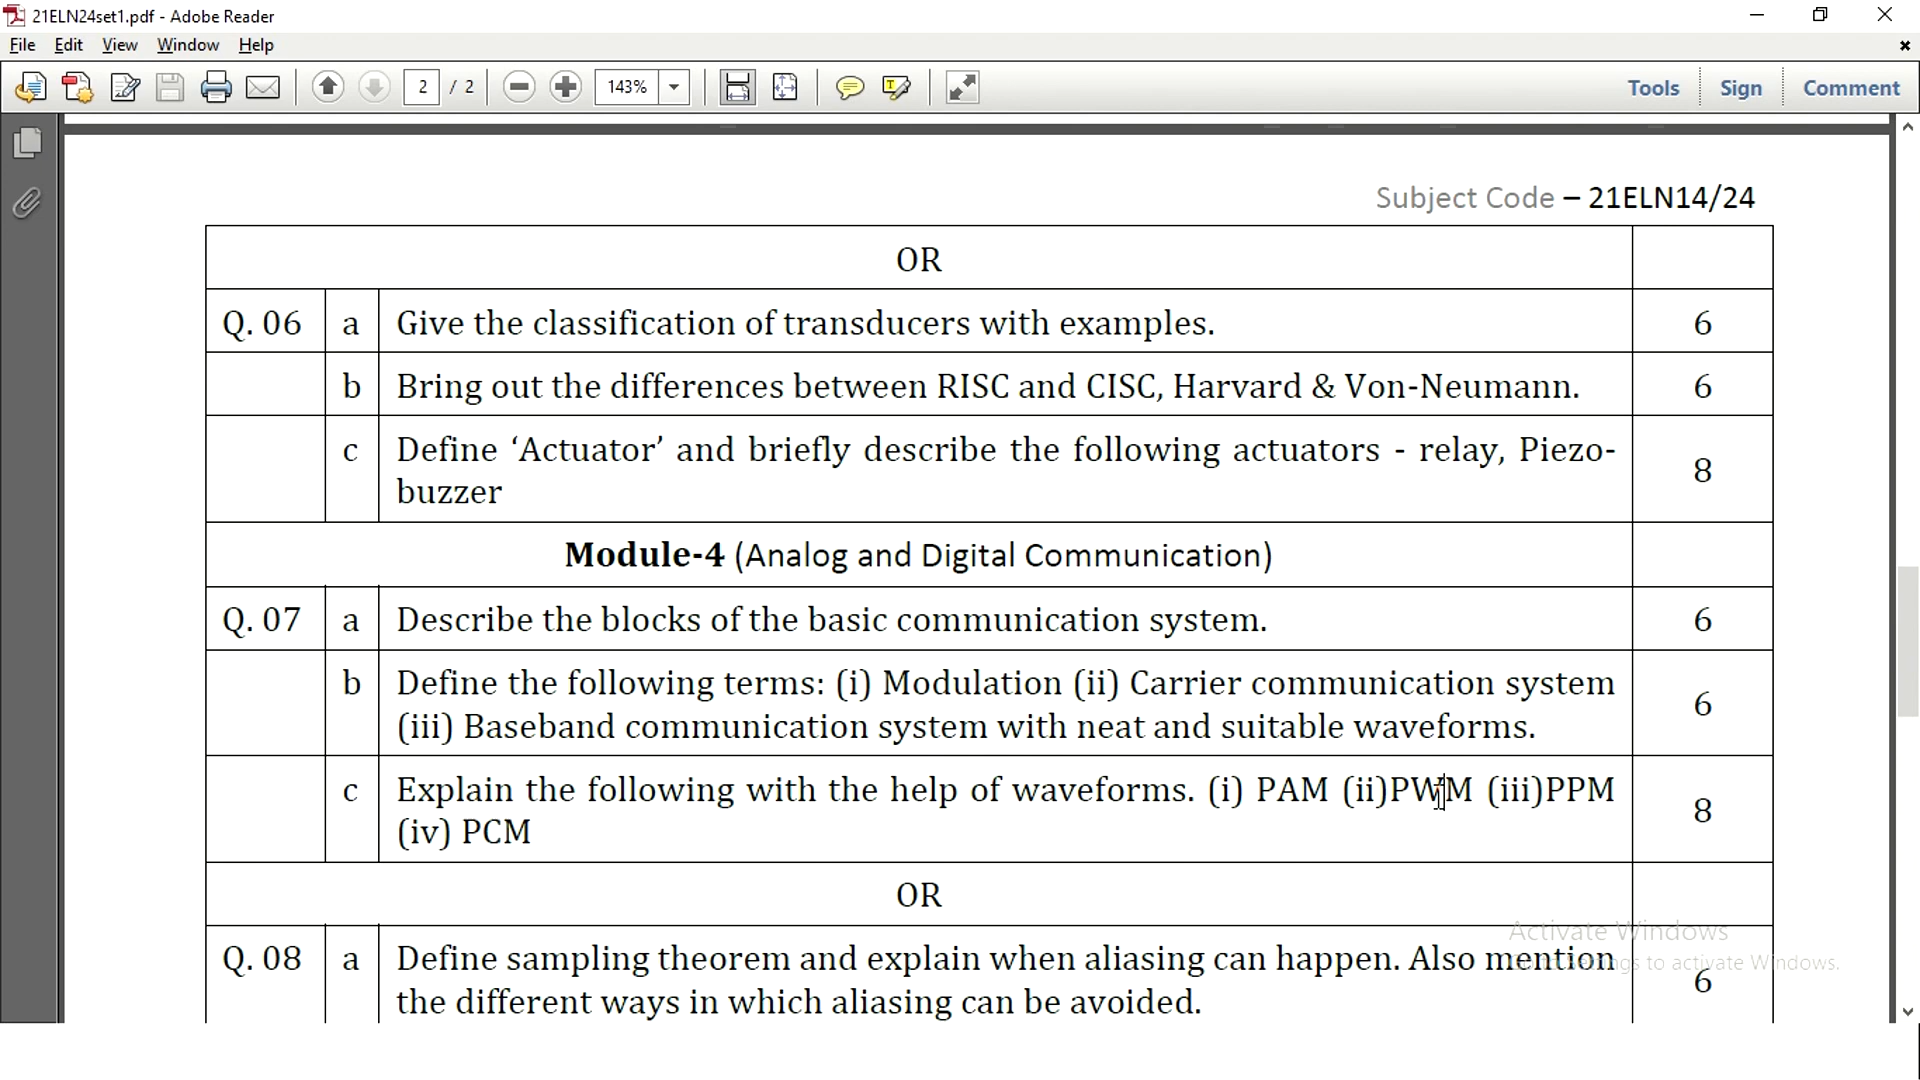 21ELN24set1.pdf - Adobe Reader
File Edit View Window Help
2 / 2 143% Tools Sign Comment
Subject Code – 21ELN14/24
OR
Q. 06 a Give the classification of transducers with examples. 6
b Bring out the differences between RISC and CISC, Harvard & Von-Neumann. 6
c Define ‘Actuator’ and briefly describe the following actuators - relay, Piezo-
buzzer 8
Module-4 (Analog and Digital Communication)
Q. 07 a Describe the blocks of the basic communication system. 6
b Define the following terms: (i) Modulation (ii) Carrier communication system
(iii) Baseband communication system with neat and suitable waveforms. 6
c Explain the following with the help of waveforms. (i) PAM (ii)PWM (iii)PPM
(iv) PCM 8
OR
Activate Windows
Q. 08 a Define sampling theorem and explain when aliasing can happen. Also mention
Go to Settings to activate Windows.
the different ways in which aliasing can be avoided. 6